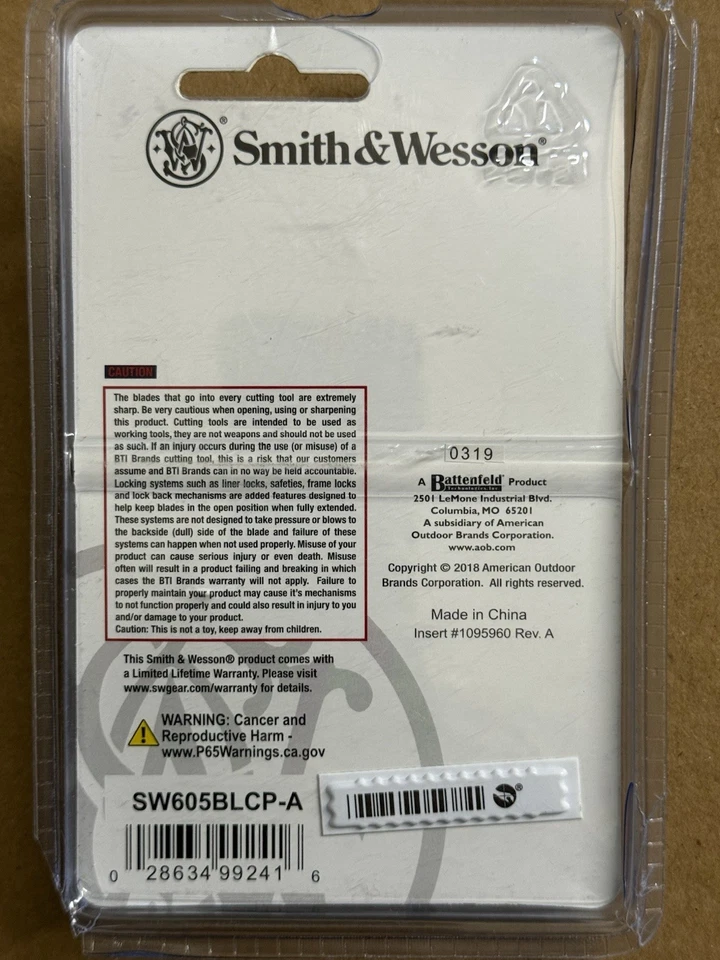 Smith & Wesson®
CAUTION
The blades that go into every cutting tool are extremely
sharp. Be very cautious when opening, using or sharpening
this product. Cutting tools are intended to be used as
working tools, they are not weapons and should not be used
as such. If an injury occurs during the use (or misuse) of a
BTI Brands cutting tool, this is a risk that our customers
assume and BTI Brands can in no way be held accountable.
Locking systems such as liner locks, safeties, frame locks
and lock back mechanisms are added features designed to
help keep blades in the open position when fully extended.
These systems are not designed to take pressure or blows to
the backside (dull) side of the blade and failure of these
systems can happen when not used properly. Misuse of your
product can cause serious injury or even death. Misuse
often will result in a product failing and breaking in which
cases the BTI Brands warranty will not apply. Failure to
properly maintain your product may cause it's mechanisms
to not function properly and could also result in injury to you
and/or damage to your product.
Caution: This is not a toy, keep away from children.
0319
A Battenfeld® Product
Technologies, Inc.
2501 LeMone Industrial Blvd.
Columbia, MO 65201
A subsidiary of American
Outdoor Brands Corporation.
www.aob.com
Copyright © 2018 American Outdoor
Brands Corporation. All rights reserved.
Made in China
Insert #1095960 Rev. A
This Smith & Wesson® product comes with
a Limited Lifetime Warranty. Please visit
www.swgear.com/warranty for details.
WARNING: Cancer and
Reproductive Harm -
www.P65Warnings.ca.gov
SW605BLCP-A
0 28634 99241 6